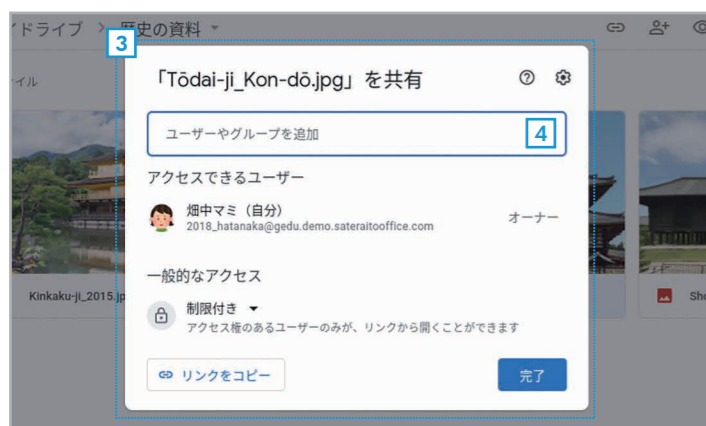 イドライブ > 歴史の資料
3
イル
「Tōdai-ji_Kon-dō.jpg」を共有
ユーザーやグループを追加
4
アクセスできるユーザー
畑中マミ（自分）
2018_hatanaka@gedu.demo.sateraitooffice.com
オーナー
一般的なアクセス
Kinkaku-ji_2015.jp
Sho
制限付き
アクセス権のあるユーザーのみが、リンクから開くことができます
リンクをコピー
完了